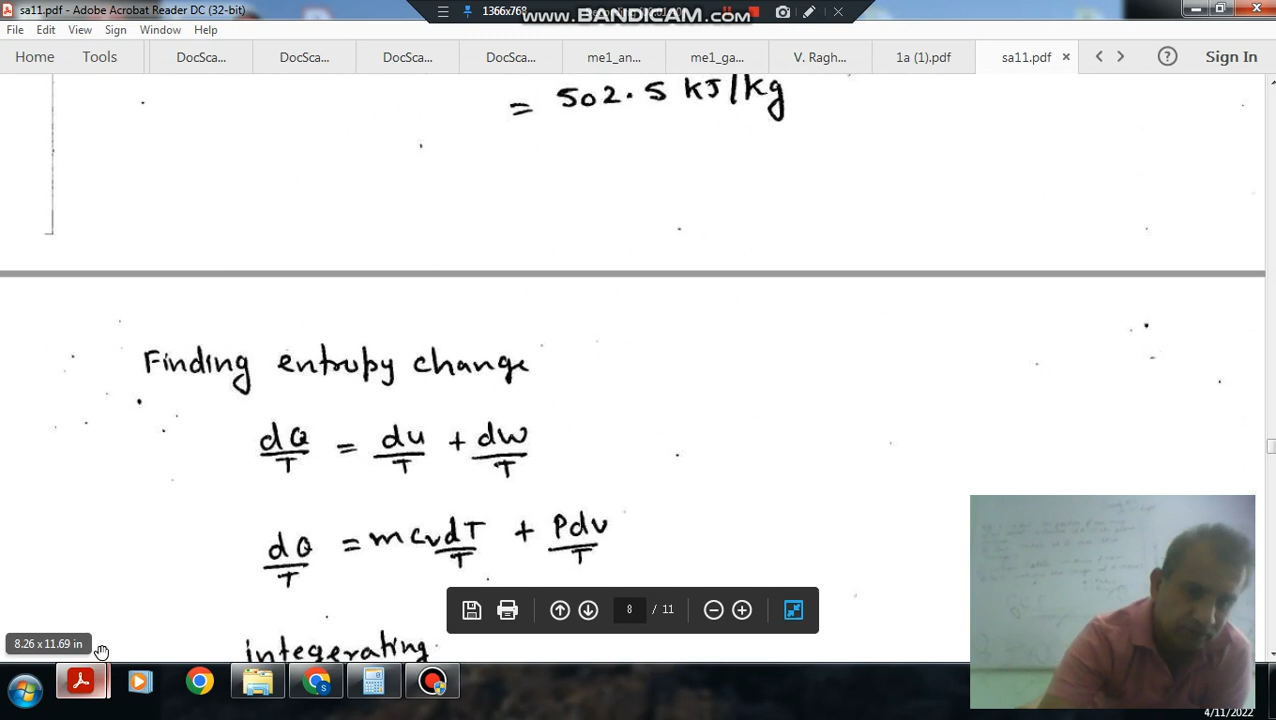 sa11.pdf - Adobe Acrobat Reader DC (32-bit)
1366x768
www.BANDICAM.com
File Edit View Sign Window Help
Home Tools DocSca... DocSca... DocSca... DocSca... me1_an... me1_ga... V. Ragh... 1a (1).pdf sa11.pdf Sign In
= 502.5 kJ/kg
Finding entropy change
dQ/T = du/T + dw/T
dQ/T = mCvdT/T + Pdv/T
integerating
8 / 11
8.26 x 11.69 in
4/11/2022